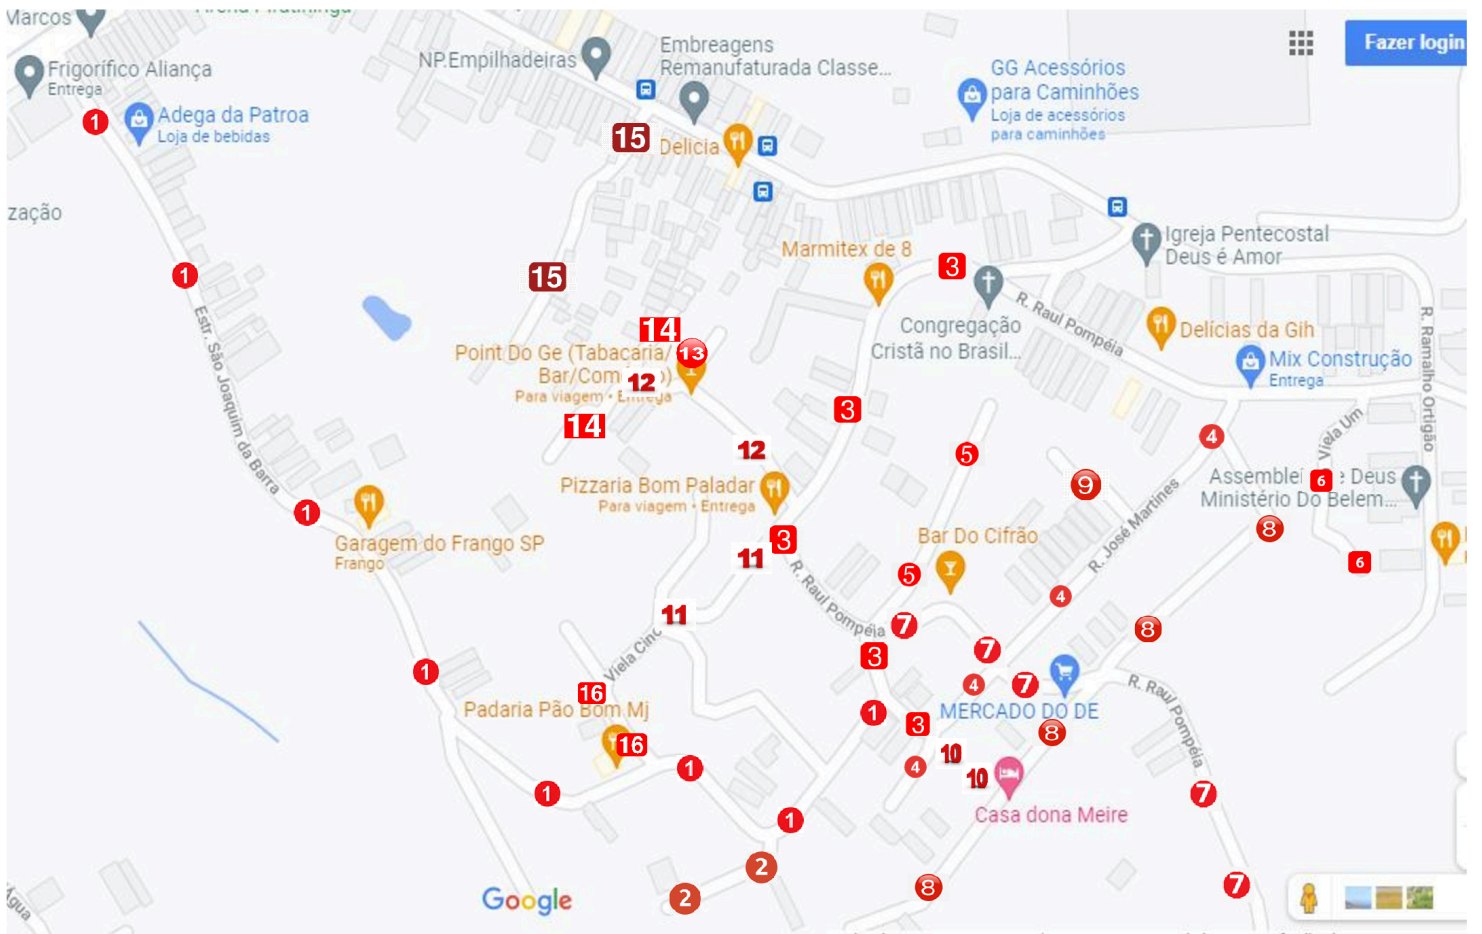 Marcos
Frigorífico Aliança
Entrega
1
Adega da Patroa
Loja de bebidas
zação
NP.Empilhadeiras
Embreagens
Remanufaturada Classe...
GG Acessórios
para Caminhões
Loja de acessórios
para caminhões
Fazer login
15
Delicia
Igreja Pentecostal
Deus é Amor
Marmitex de 8
3
1
15
Congregação
Cristã no Brasil...
R. Raul Pompéia
Delícias da Gih
Mix Construção
Entrega
R. Ramalho Ortigão
Estr. São Joaquim da Barra
14
13
Point Do Ge (Tabacaria/
Bar/Com
12
Para viagem • Entrega
14
3
4
5
12
Viela Um
6
Pizzaria Bom Paladar
Para viagem • Entrega
9
Assemblei
e Deus
Ministério Do Belem...
1
8
Garagem do Frango SP
Frango
3
11
R. Raul Pompéia
Bar Do Cifrão
R. José Martines
5
6
4
11
7
8
Viela Cinc
3
7
1
16
4
7
R. Raul Pompéia
Padaria Pão Bom Mj
16
1
3
MERCADO DO DE
8
10
10
4
1
1
Casa dona Meire
7
1
2
2
8
7
Google
Água